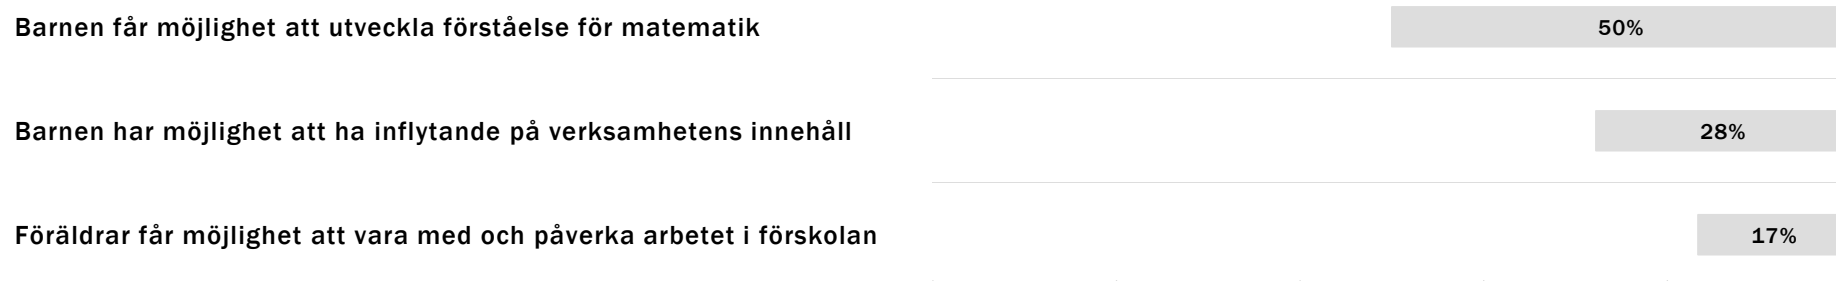 Barnen får möjlighet att utveckla förståelse för matematik 50%
Barnen har möjlighet att ha inflytande på verksamhetens innehåll 28%
Föräldrar får möjlighet att vara med och påverka arbetet i förskolan 17%